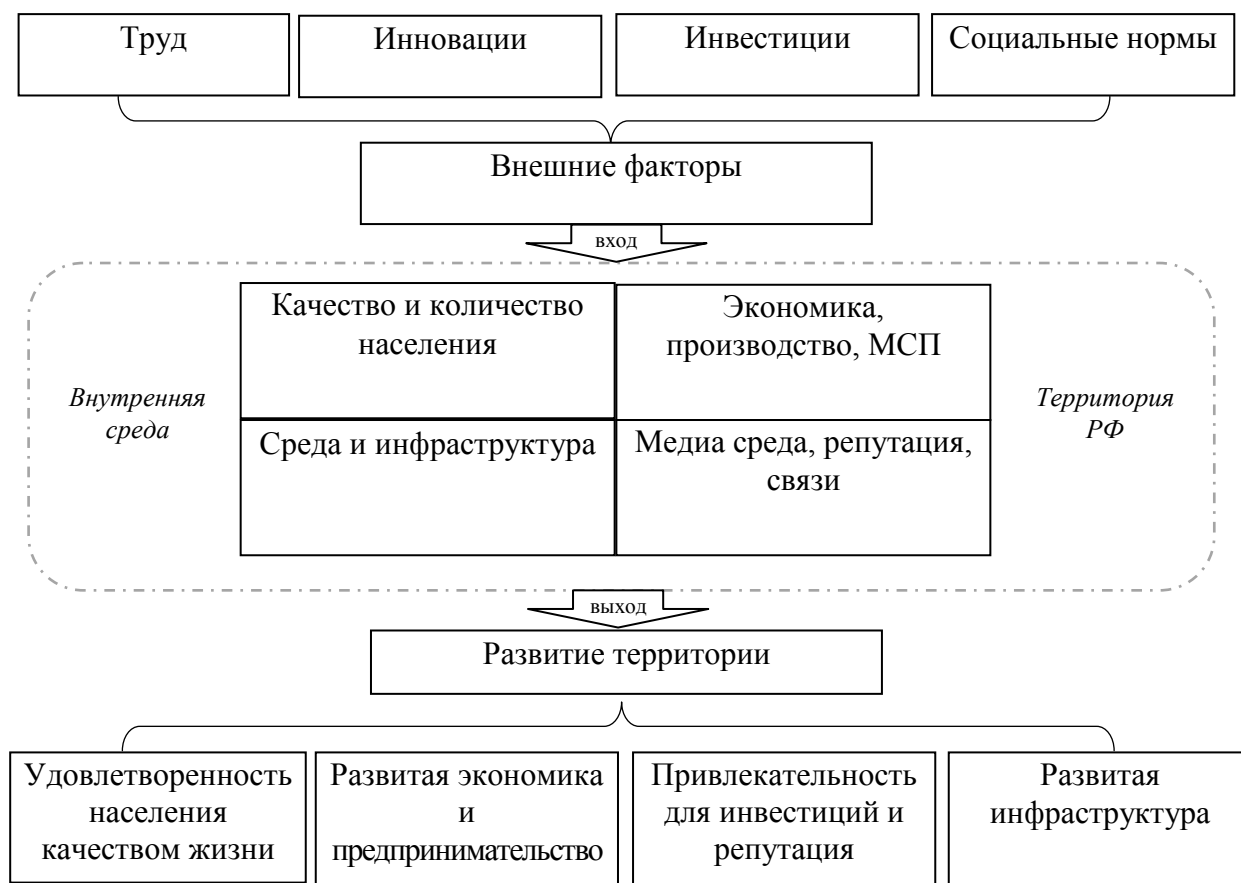 Труд
Инновации
Инвестиции
Социальные нормы
Внешние факторы
вход
Внутренняя
среда
Качество и количество
населения
Экономика,
производство, МСП
Среда и инфраструктура
Медиа среда, репутация,
связи
Территория
РФ
выход
Развитие территории
Удовлетворенность
населения
качеством жизни
Развитая экономика
и
предпринимательство
Привлекательность
для инвестиций и
репутация
Развитая
инфраструктура